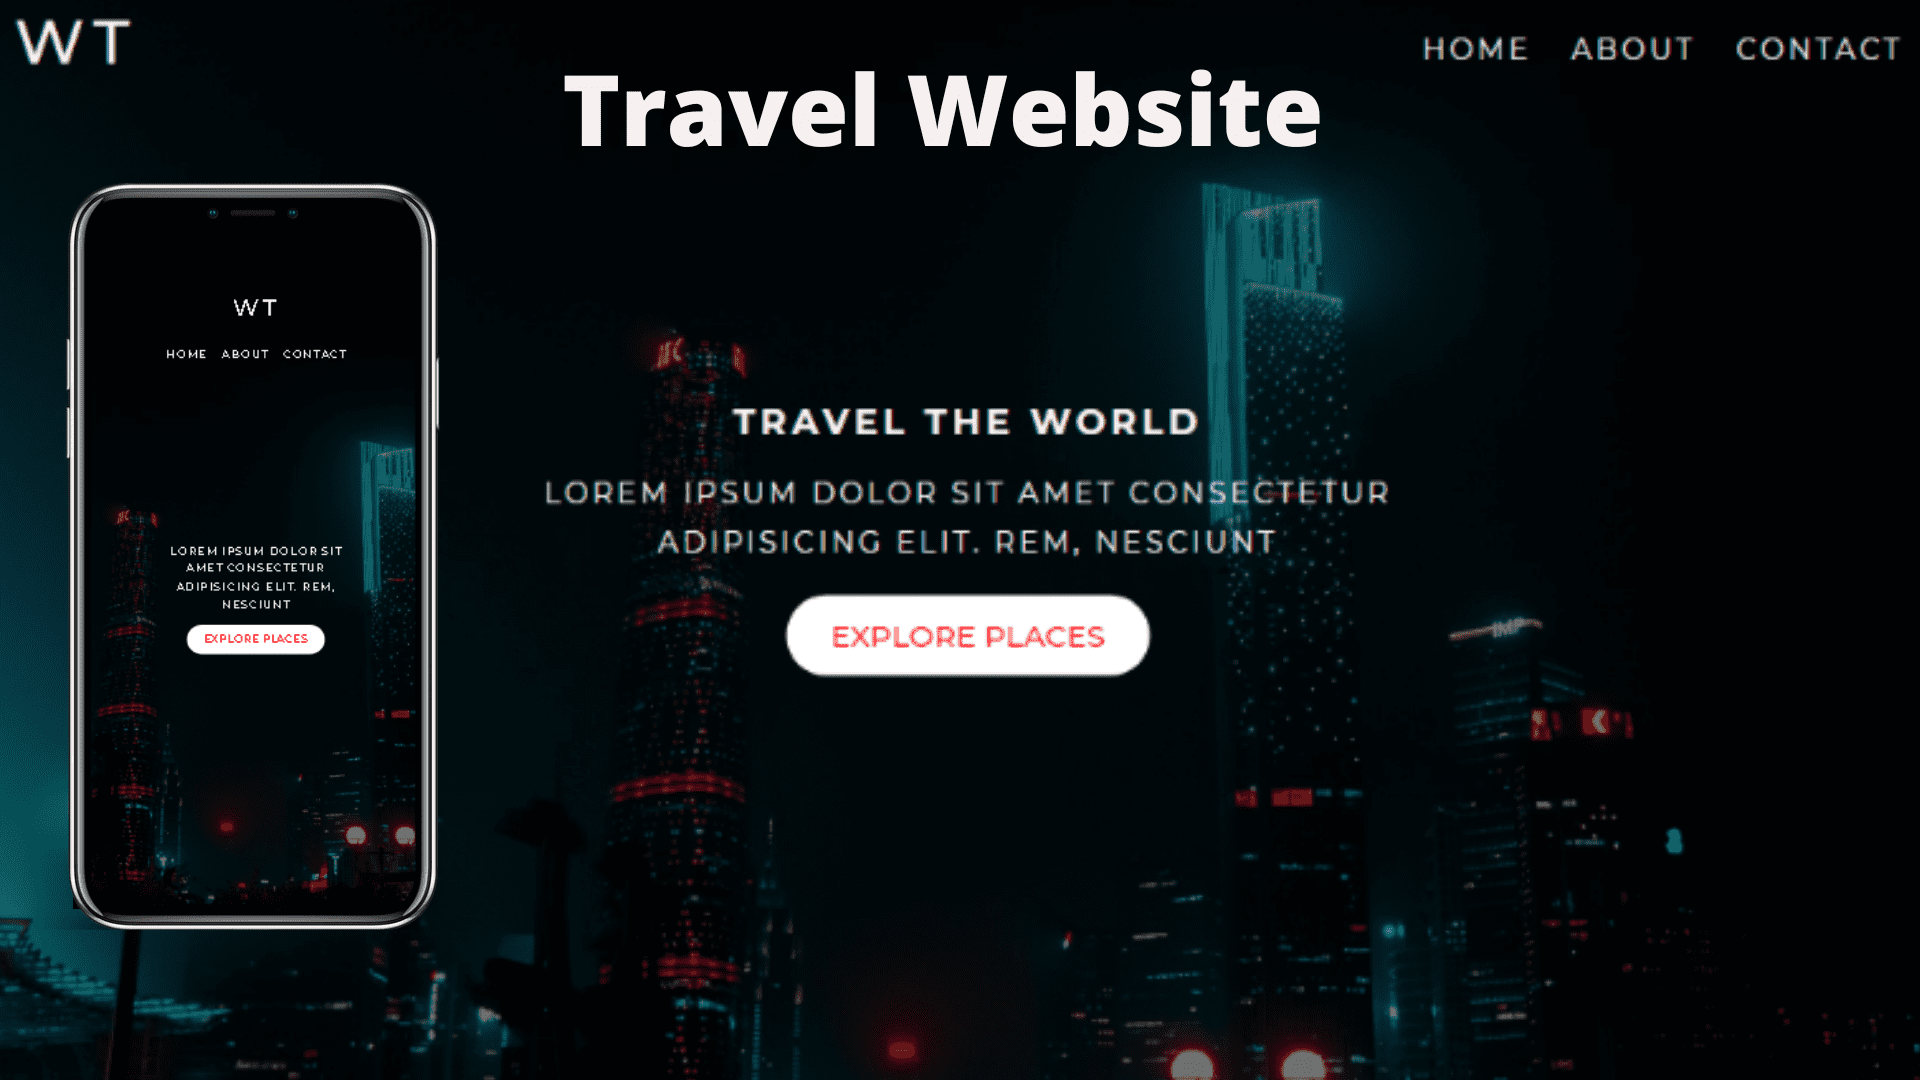 WT
HOME ABOUT CONTACT
Travel Website
WT
HOME ABOUT CONTACT
LOREM IPSUM DOLOR SIT
AMET CONSECTETUR
ADIPISICING ELIT. REM,
NESCIUNT
EXPLORE PLACES
TRAVEL THE WORLD
LOREM IPSUM DOLOR SIT AMET CONSECTETUR
ADIPISICING ELIT. REM, NESCIUNT
EXPLORE PLACES